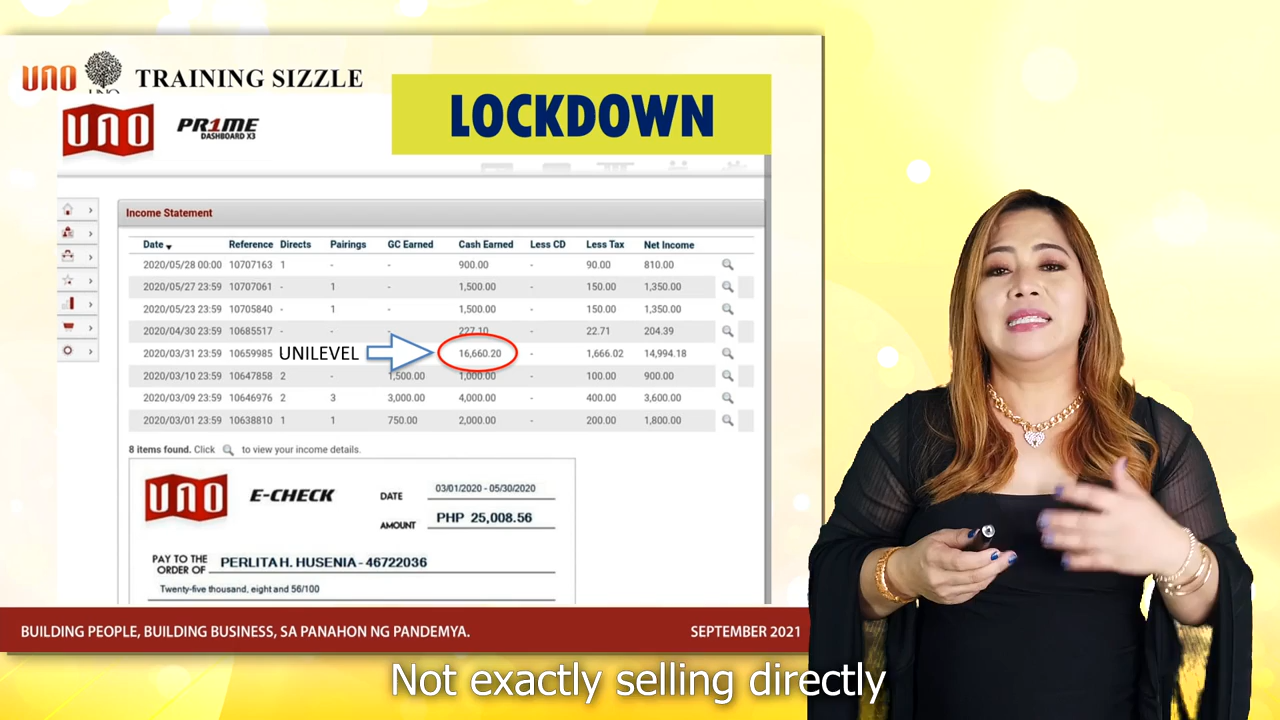 UNO
UNO TRAINING SIZZLE
LOCKDOWN
UNO PR1ME
DASHBOARD X3
Income Statement
Date Reference Directs Pairings GC Earned Cash Earned Less CD Less Tax Net Income
2020/05/28 00:00 10707163 1 - - 900.00 - 90.00 810.00
2020/05/27 23:59 10707061 - 1 - 1,500.00 - 150.00 1,350.00
2020/05/23 23:59 10705840 - 1 - 1,500.00 - 150.00 1,350.00
2020/04/30 23:59 10685517 - - - 227.10 - 22.71 204.39
2020/03/31 23:59 10659985 UNILEVEL 16,660.20 - 1,666.02 14,994.18
2020/03/10 23:59 10647858 2 - 1,500.00 1,000.00 - 100.00 900.00
2020/03/09 23:59 10646976 2 3 3,000.00 4,000.00 - 400.00 3,600.00
2020/03/01 23:59 10638810 1 1 750.00 2,000.00 - 200.00 1,800.00
8 items found. Click to view your income details.
UNO E-CHECK
DATE 03/01/2020 - 05/30/2020
AMOUNT PHP 25,008.56
PAY TO THE
ORDER OF PERLITA H. HUSENIA - 46722036
Twenty-five thousand, eight and 56/100
BUILDING PEOPLE, BUILDING BUSINESS, SA PANAHON NG PANDEMYA. SEPTEMBER 2021
Not exactly selling directly